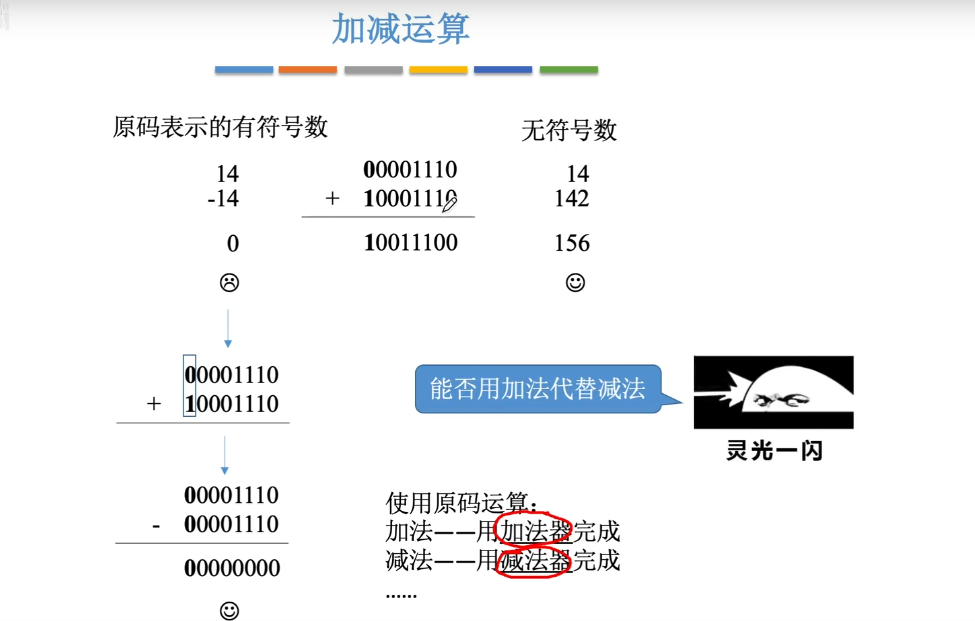 加减运算
原码表示的有符号数
无符号数
14
00001110
14
-14
+ 10001110
142
0
10011100
156
00001110
+ 10001110
能否用加法代替减法
灵光一闪
00001110
- 00001110
00000000
使用原码运算:
加法——用加法器完成
减法——用减法器完成
......